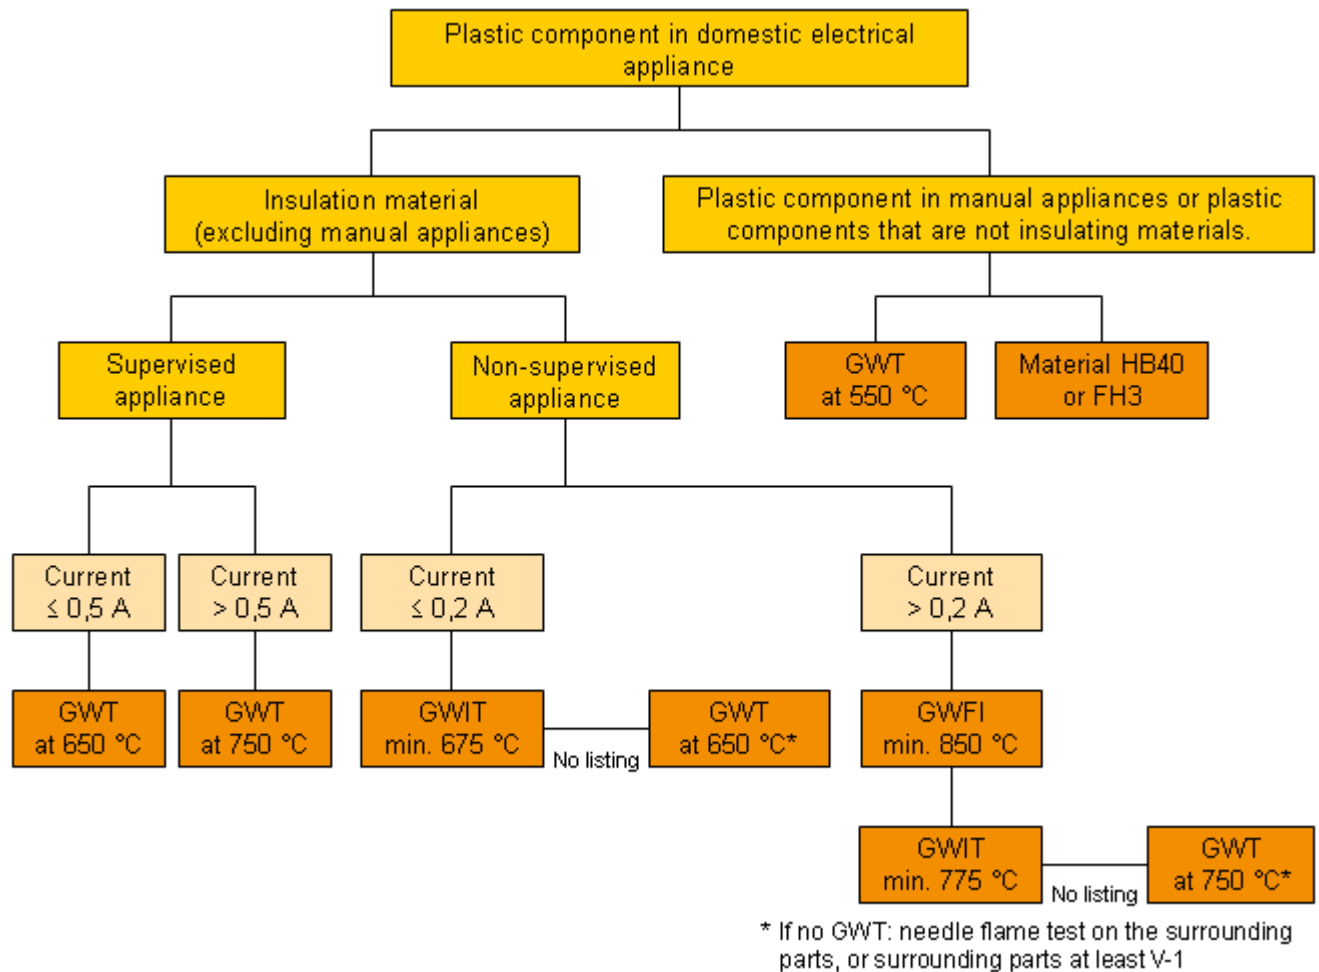 Plastic component in domestic electrical
appliance
Insulation material
(excluding manual appliances)
Plastic component in manual appliances or plastic
components that are not insulating materials.
Supervised
appliance
Non-supervised
appliance
GWT
at 550 °C
Material HB40
or FH3
Current
≤ 0,5 A
Current
> 0,5 A
Current
≤ 0,2 A
Current
> 0,2 A
GWT
at 650 °C
GWT
at 750 °C
GWIT
min. 675 °C
No listing
GWT
at 650 °C*
GWFI
min. 850 °C
GWIT
min. 775 °C
No listing
GWT
at 750 °C*
* If no GWT: needle flame test on the surrounding
parts, or surrounding parts at least V-1